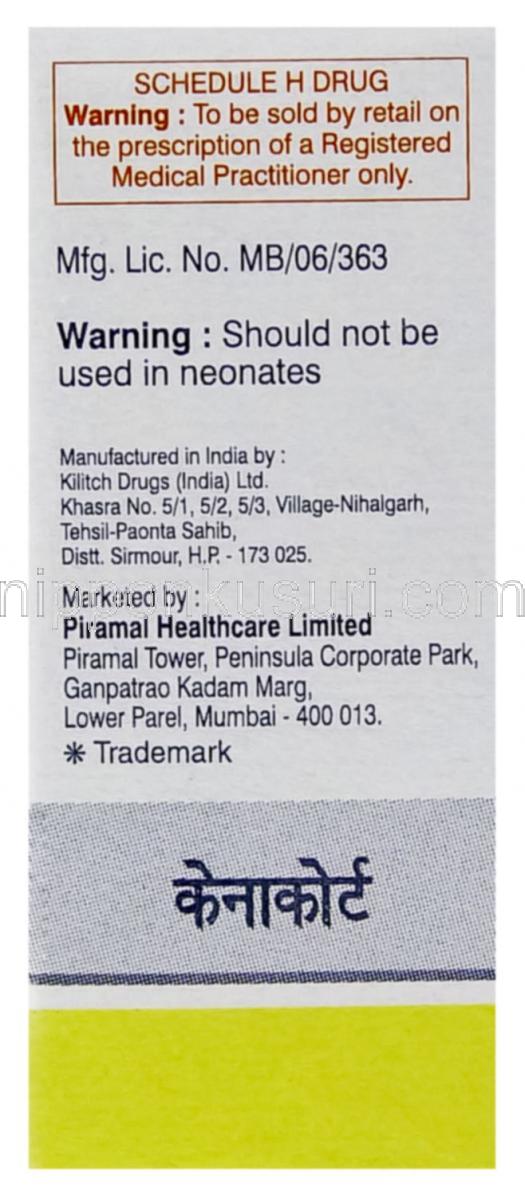 SCHEDULE H DRUG
Warning : To be sold by retail on
the prescription of a Registered
Medical Practitioner only.
Mfg. Lic. No. MB/06/363
Warning : Should not be
used in neonates
Manufactured in India by :
Kilitch Drugs (India) Ltd.
Khasra No. 5/1, 5/2, 5/3, Village-Nihalgarh,
Tehsil-Paonta Sahib,
Distt. Sirmour, H.P. - 173 025.
nipponkusuri.com
Marketed by :
Piramal Healthcare Limited
Piramal Tower, Peninsula Corporate Park,
Ganpatrao Kadam Marg,
Lower Parel, Mumbai - 400 013.
✳ Trademark
केनाकोर्ट